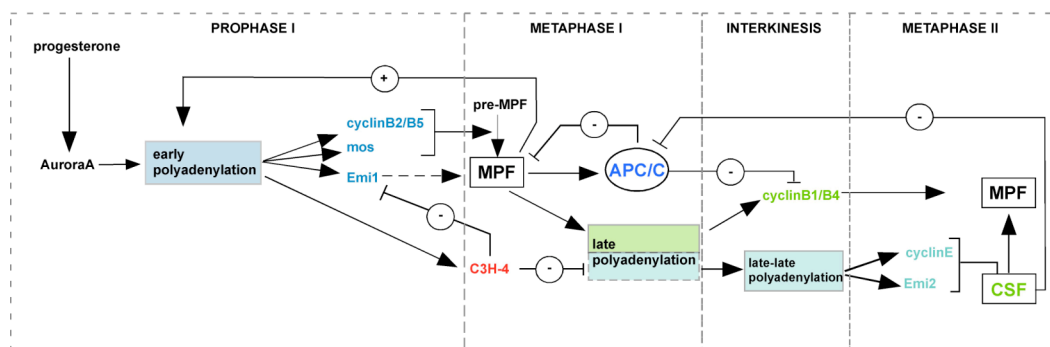 PROPHASE I
METAPHASE I
INTERKINESIS
METAPHASE II
progesterone
+
pre-MPF
-
-
cyclinB2/B5
mos
Emi1
AuroraA
early
polyadenylation
MPF
APC/C
-
cyclinB1/B4
MPF
-
late
polyadenylation
C3H-4
-
late-late
polyadenylation
cyclinE
Emi2
CSF